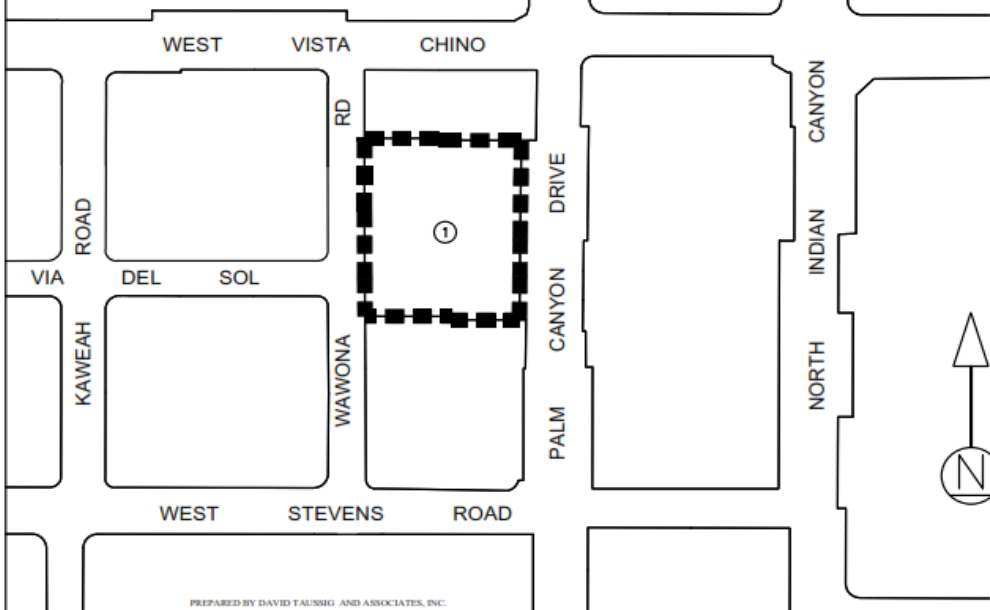 WEST VISTA CHINO
RD
CANYON
DRIVE
ROAD
INDIAN
1
VIA DEL SOL
CANYON
KAWEAH
WAWONA
NORTH
PALM
N
WEST STEVENS ROAD
PREPARED BY DAVID TAUSSIG AND ASSOCIATES, INC.